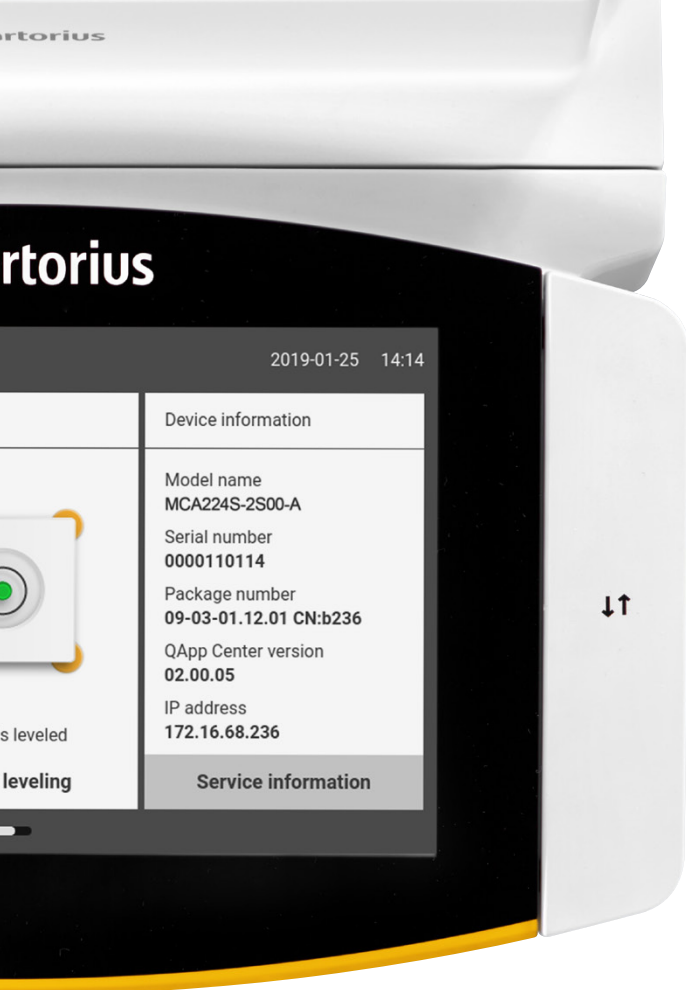 artorius
rtorius
2019-01-25 14:14
Device information
Model name
MCA224S-2S00-A
Serial number
0000110114
Package number
09-03-01.12.01 CN:b236
QApp Center version
02.00.05
IP address
172.16.68.236
s leveled
leveling
Service information